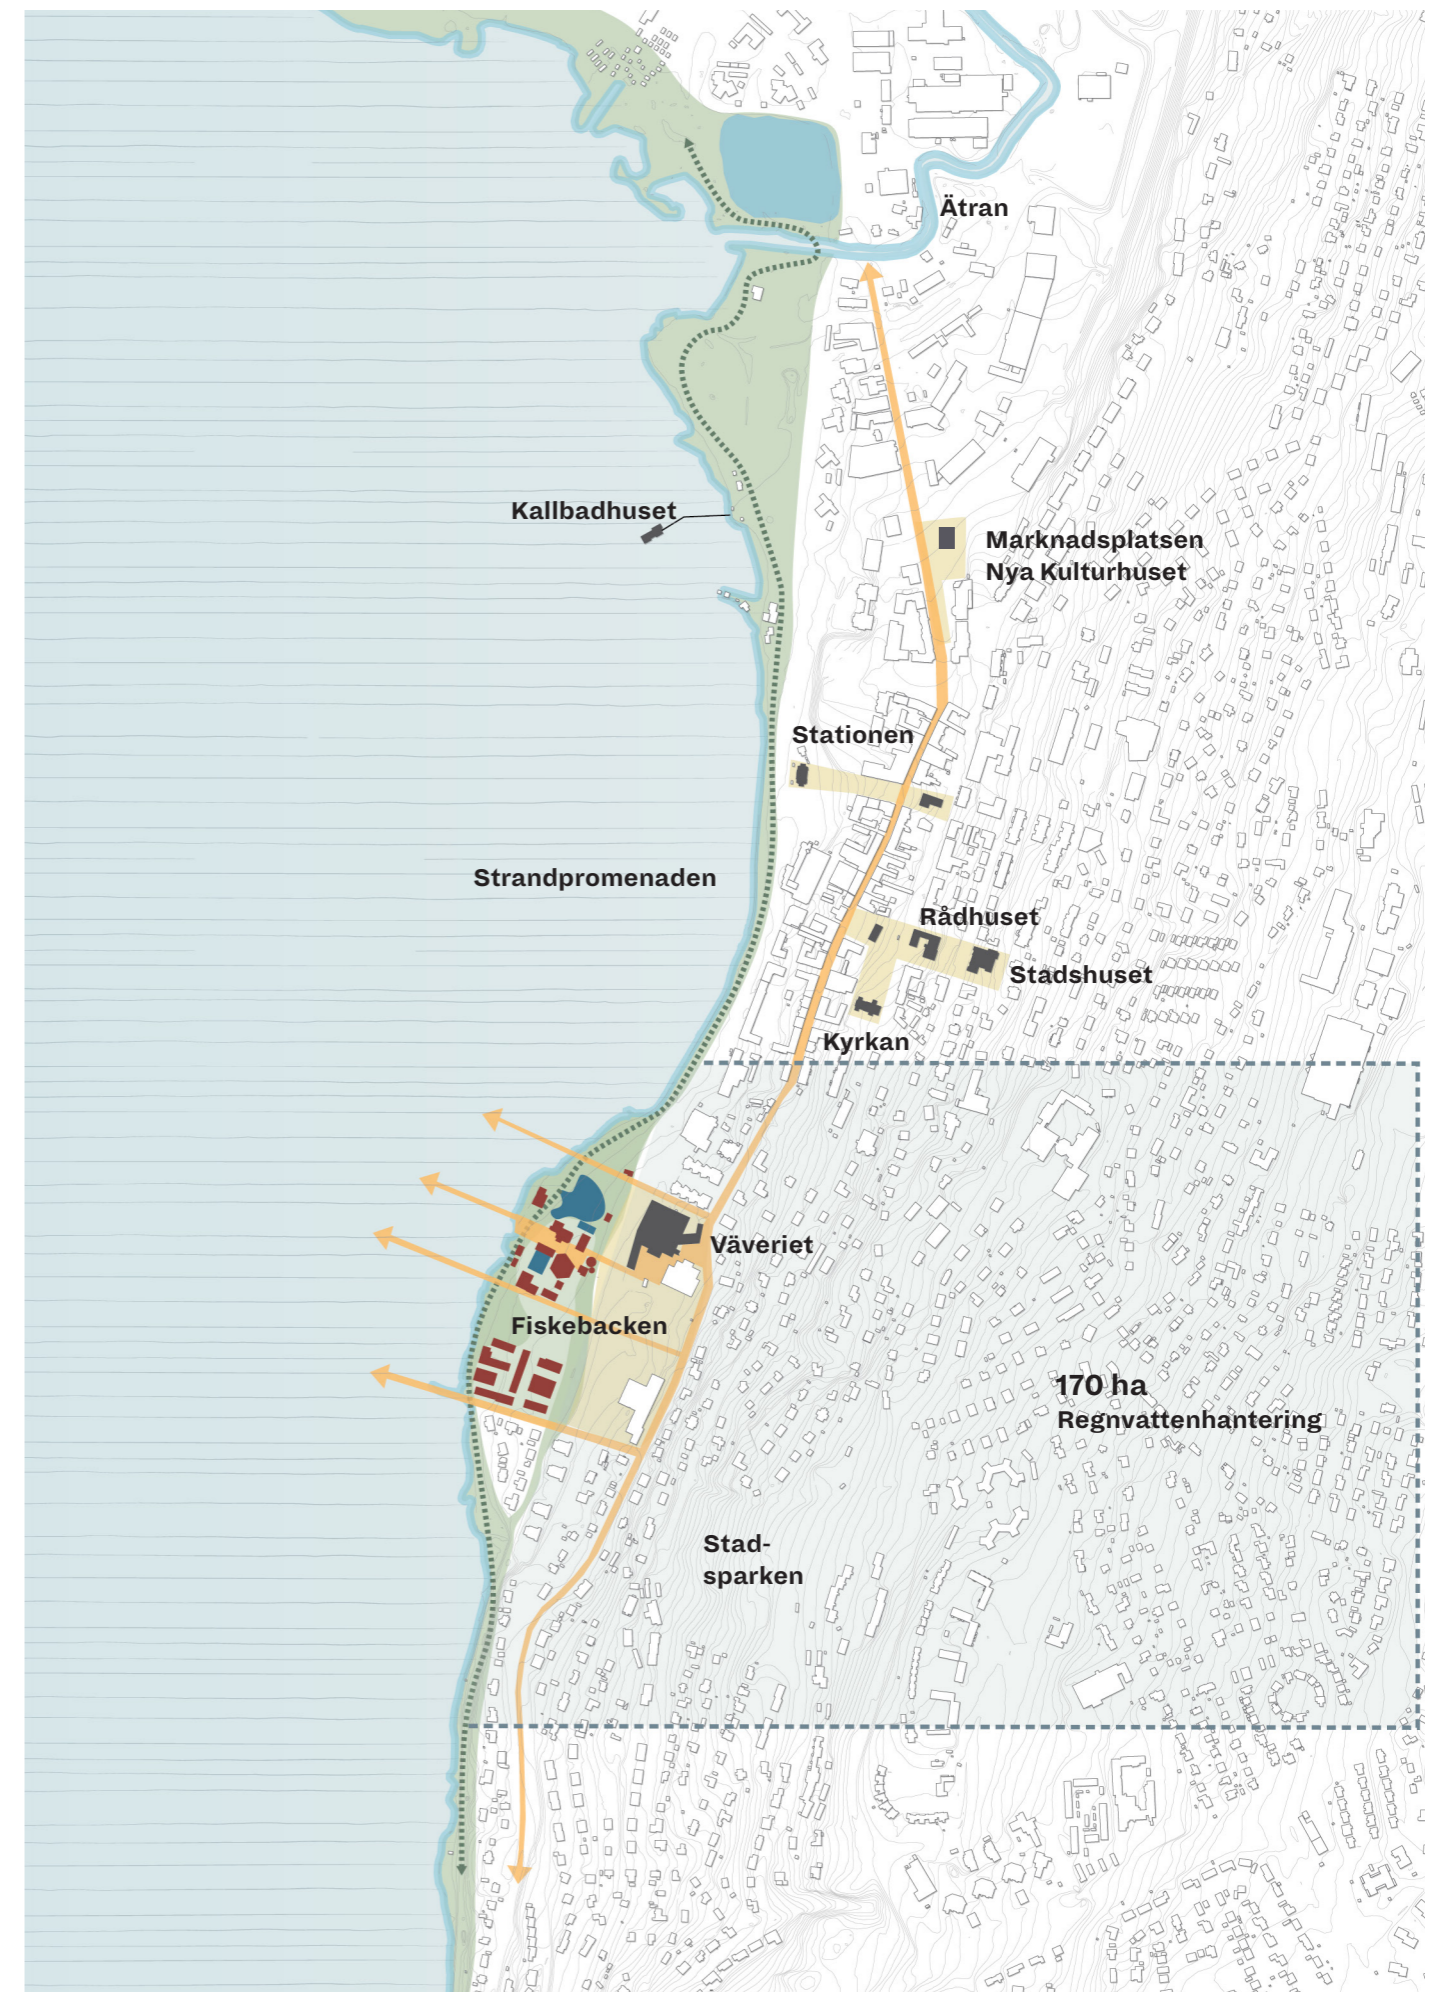 Ätran
Kallbadhuset
Marknadsplatsen
Nya Kulturhuset
Stationen
Strandpromenaden
Rådhuset
Stadshuset
Kyrkan
Väveriet
Fiskebacken
170 ha
Regnvattenhantering
Stad-
sparken